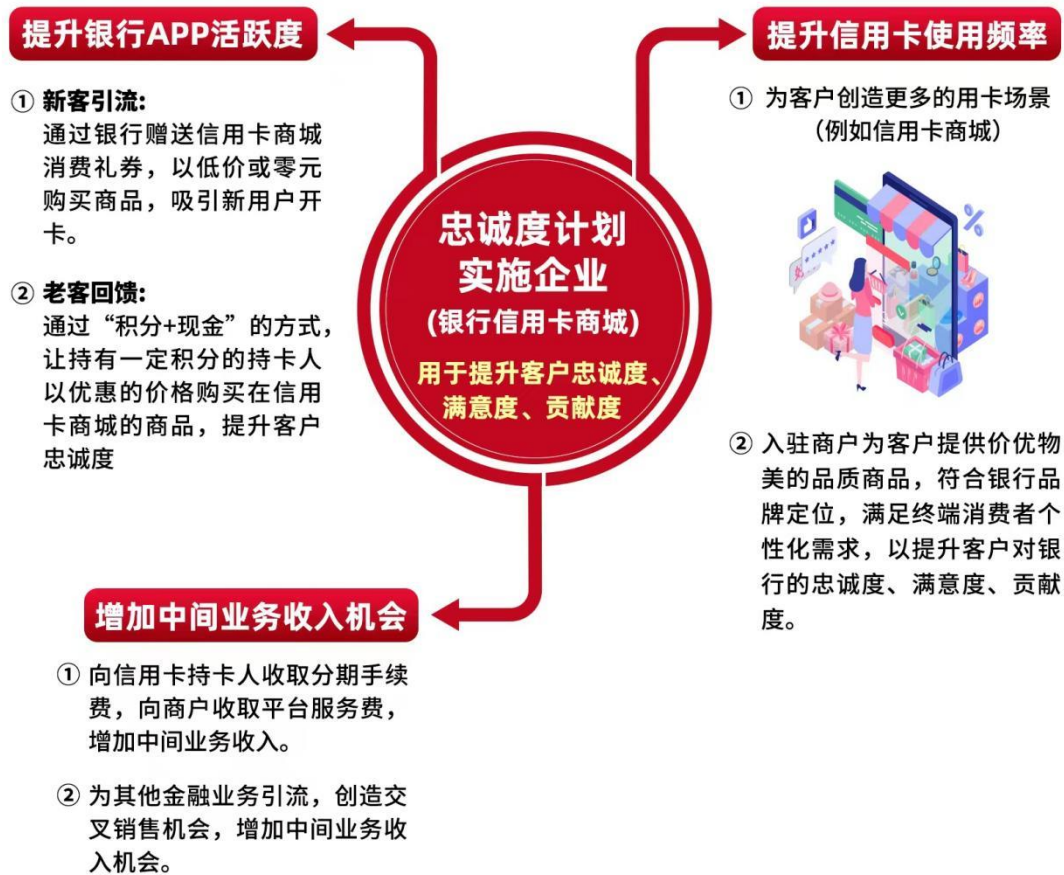 提升银行APP活跃度
① 新客引流:
通过银行赠送信用卡商城
消费礼券，以低价或零元
购买商品，吸引新用户开
卡。
② 老客回馈:
通过“积分+现金”的方式，
让持有一定积分的持卡人
以优惠的价格购买在信用
卡商城的商品，提升客户
忠诚度
忠诚度计划
实施企业
(银行信用卡商城)
用于提升客户忠诚度、
满意度、贡献度
提升信用卡使用频率
① 为客户创造更多的用卡场景
（例如信用卡商城）
%
② 入驻商户为客户提供价优物
美的品质商品，符合银行品
牌定位，满足终端消费者个
性化需求，以提升客户对银
行的忠诚度、满意度、贡献
度。
增加中间业务收入机会
① 向信用卡持卡人收取分期手续
费，向商户收取平台服务费，
增加中间业务收入。
② 为其他金融业务引流，创造交
叉销售机会，增加中间业务收
入机会。